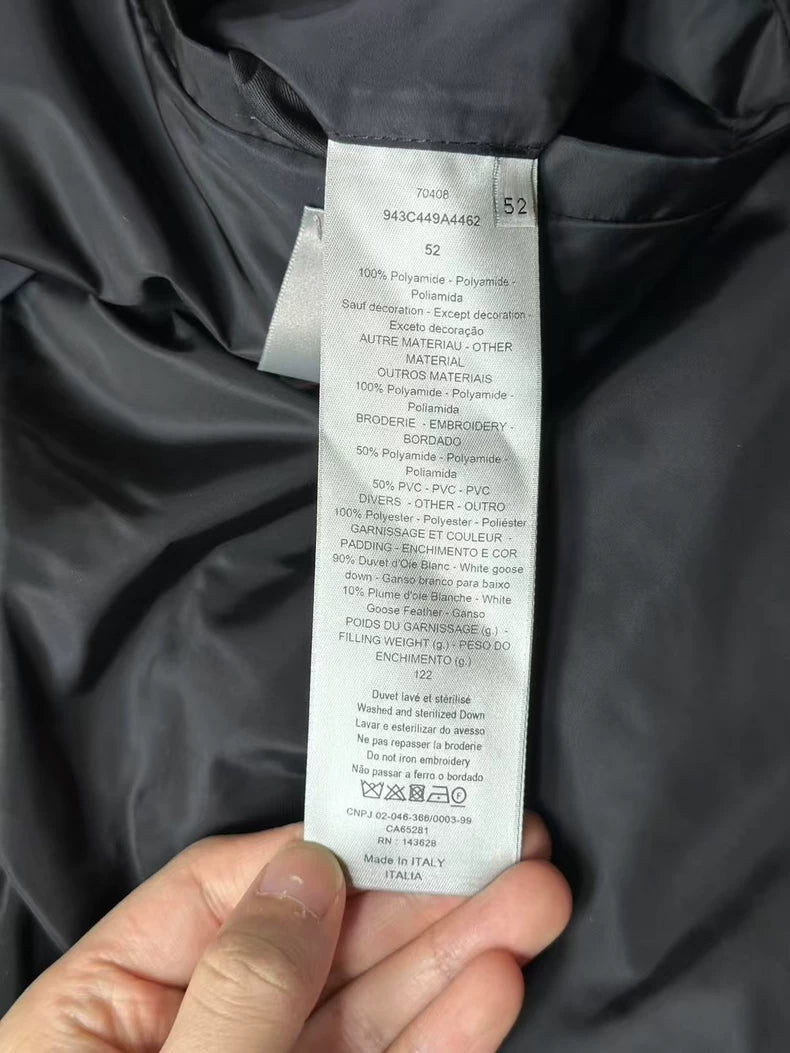 70408
52
943C449A4462
52
100% Polyamide - Polyamide -
Poliamida
Sauf décoration - Except decoration -
Exceto decoração
AUTRE MATERIAU - OTHER
MATERIAL
OUTROS MATERIAIS
100% Polyamide - Polyamide -
Poliamida
BRODERIE - EMBROIDERY -
BORDADO
50% Polyamide - Polyamide -
Poliamida
50% PVC - PVC - PVC
DIVERS - OTHER - OUTRO
100% Polyester - Polyester - Poliéster
GARNISSAGE ET COULEUR -
PADDING - ENCHIMENTO E COR
90% Duvet d'Oie Blanc - White goose
down - Ganso branco para baixo
10% Plume d'oie Blanche - White
Goose Feather - Ganso
POIDS DU GARNISSAGE (g.) -
FILLING WEIGHT (g.) - PESO DO
ENCHIMENTO (g.)
122
Duvet lavé et stérilisé
Washed and sterilized Down
Lavar e esterilizar do avesso
Ne pas repasser la broderie
Do not iron embroidery
Não passar a ferro o bordado
F
CNPJ 02-046-368/0003-99
CA65281
RN : 143628
Made In ITALY
ITALIA